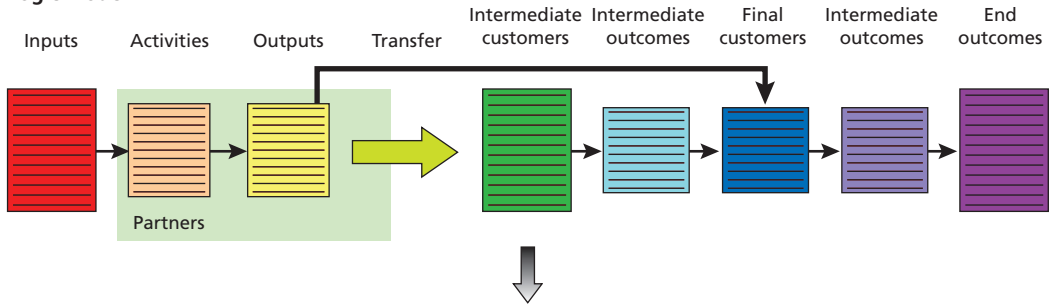 Inputs
Activities
Outputs
Transfer
Intermediate
customers
Intermediate
outcomes
Final
customers
Intermediate
outcomes
End
outcomes
Partners